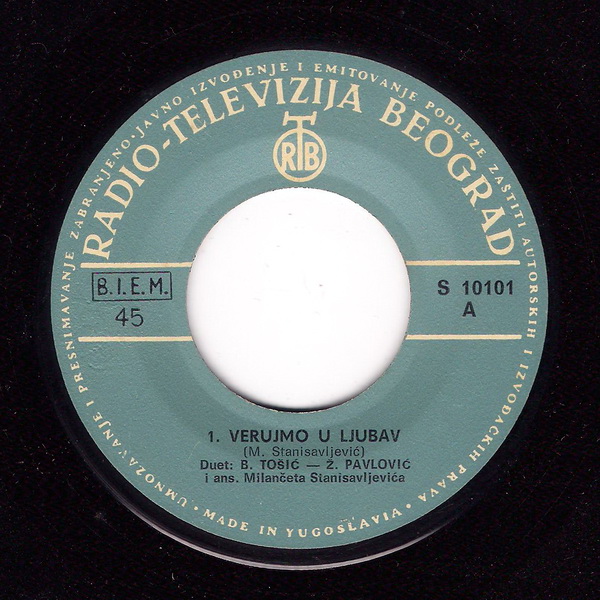 UMNOŽAVANJE I PRESNIMAVANJE ZABRANJENO · JAVNO IZVOĐENJE I EMITOVANJE PODLEŽE ZAŠTITI AUTORSKIH I IZVOĐAČKIH PRAVA ·
RADIO-TELEVIZIJA BEOGRAD
RTB
B.I.E.M.
45
S 10101
A
1. VERUJMO U LJUBAV
(M. Stanisavljević)
Duet: B. TOŠIĆ — Ž. PAVLOVIĆ
i ans. Milančeta Stanisavljevića
· MADE IN YUGOSLAVIA ·